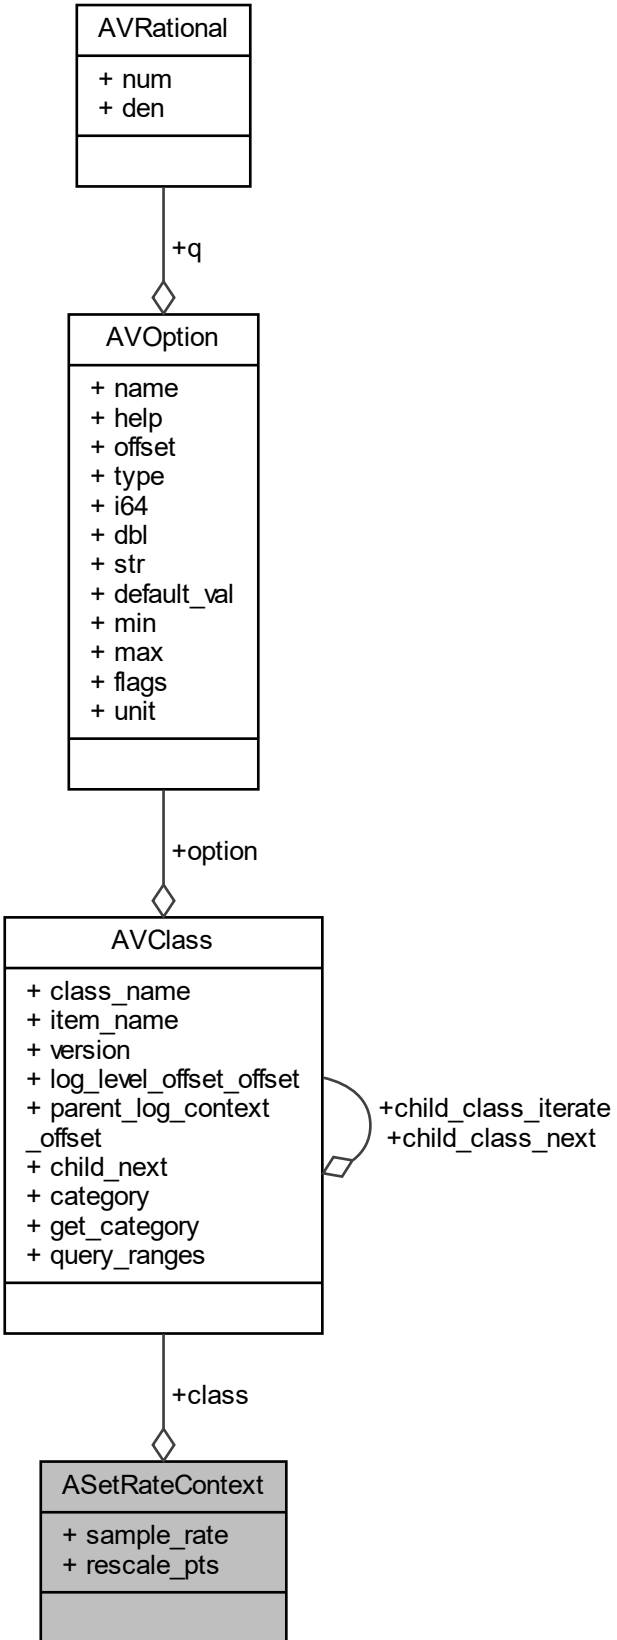 AVRational
+ num
+ den
+q
AVOption
+ name
+ help
+ offset
+ type
+ i64
+ dbl
+ str
+ default_val
+ min
+ max
+ flags
+ unit
+option
AVClass
+ class_name
+ item_name
+ version
+ log_level_offset_offset
+ parent_log_context
_offset
+ child_next
+ category
+ get_category
+ query_ranges
+child_class_iterate
+child_class_next
+class
ASetRateContext
+ sample_rate
+ rescale_pts